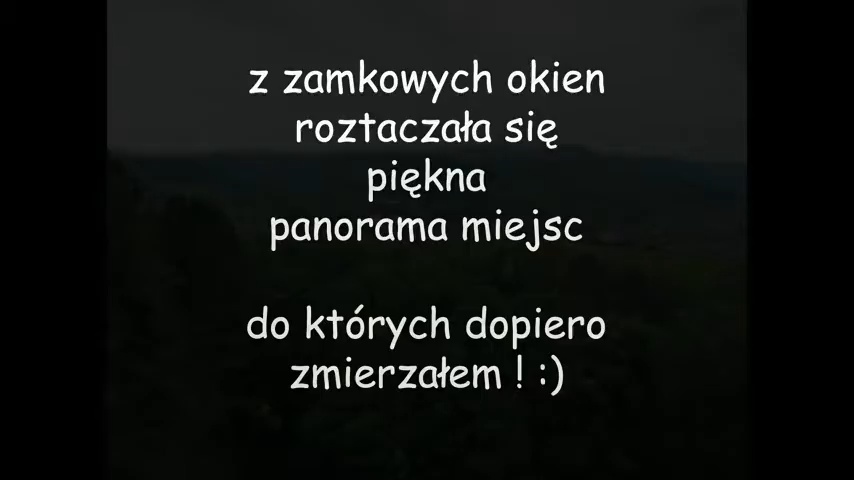 z zamkowych okien
roztaczała się
piękna
panorama miejsc
do których dopiero
zmierzałem ! :)